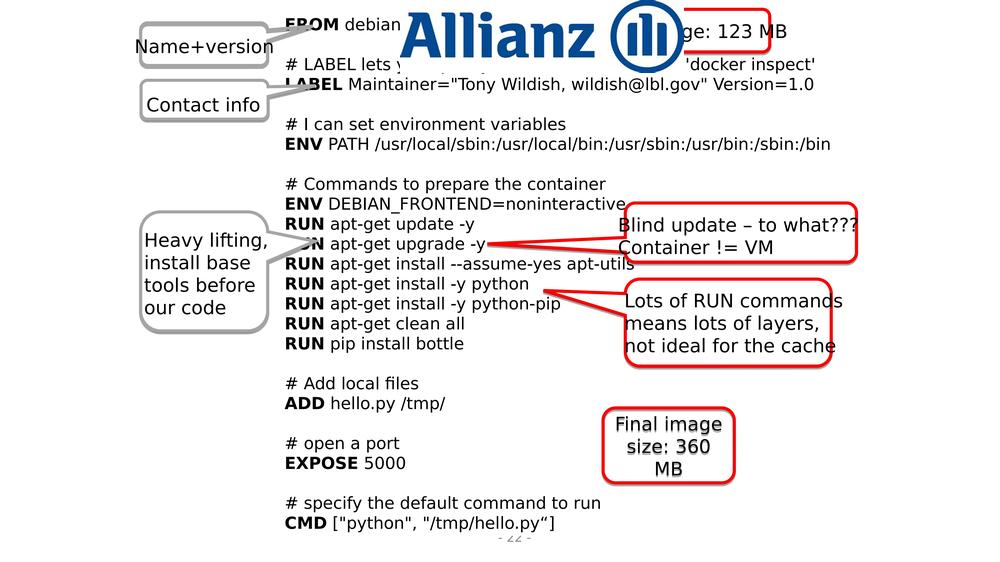 FROM debian
Allianz
ge: 123 MB
Name+version
# LABEL lets 'docker inspect'
LABEL Maintainer="Tony Wildish, wildish@lbl.gov" Version=1.0
Contact info
# I can set environment variables
ENV PATH /usr/local/sbin:/usr/local/bin:/usr/sbin:/usr/bin:/sbin:/bin
# Commands to prepare the container
ENV DEBIAN_FRONTEND=noninteractive
RUN apt-get update -y
RUN apt-get upgrade -y
RUN apt-get install --assume-yes apt-utils
RUN apt-get install -y python
RUN apt-get install -y python-pip
RUN apt-get clean all
RUN pip install bottle
Heavy lifting,
install base
tools before
our code
Blind update – to what???
Container != VM
Lots of RUN commands
means lots of layers,
not ideal for the cache
# Add local files
ADD hello.py /tmp/
Final image
size: 360
MB
# open a port
EXPOSE 5000
# specify the default command to run
CMD ["python", "/tmp/hello.py“]
- 22 -